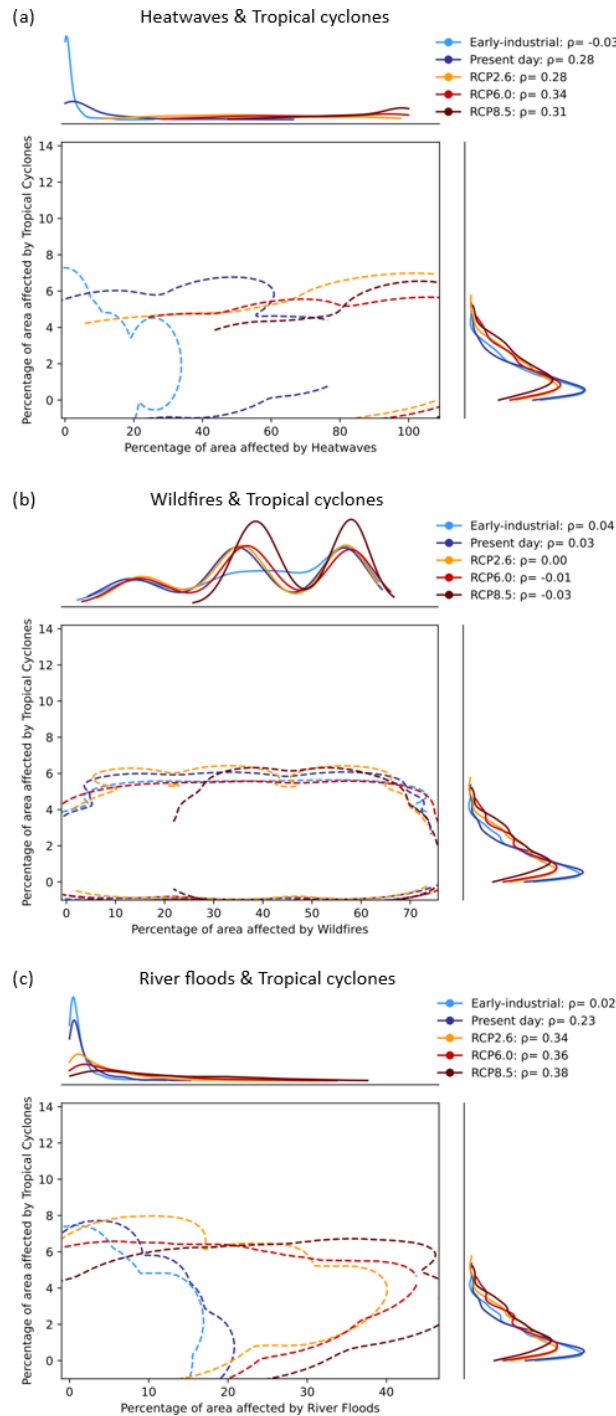 (a)
Heatwaves & Tropical cyclones
Early-industrial: ρ= -0.03
Present day: ρ= 0.28
RCP2.6: ρ= 0.28
RCP6.0: ρ= 0.34
RCP8.5: ρ= 0.31
Percentage of area affected by Tropical Cyclones
14
12
10
8
6
4
2
0
0 20 40 60 80 100
Percentage of area affected by Heatwaves
(b)
Wildfires & Tropical cyclones
Early-industrial: ρ= 0.04
Present day: ρ= 0.03
RCP2.6: ρ= 0.00
RCP6.0: ρ= -0.01
RCP8.5: ρ= -0.03
Percentage of area affected by Tropical Cyclones
14
12
10
8
6
4
2
0
0 10 20 30 40 50 60 70
Percentage of area affected by Wildfires
(c)
River floods & Tropical cyclones
Early-industrial: ρ= 0.02
Present day: ρ= 0.23
RCP2.6: ρ= 0.34
RCP6.0: ρ= 0.36
RCP8.5: ρ= 0.38
Percentage of area affected by Tropical Cyclones
14
12
10
8
6
4
2
0
0 10 20 30 40
Percentage of area affected by River Floods